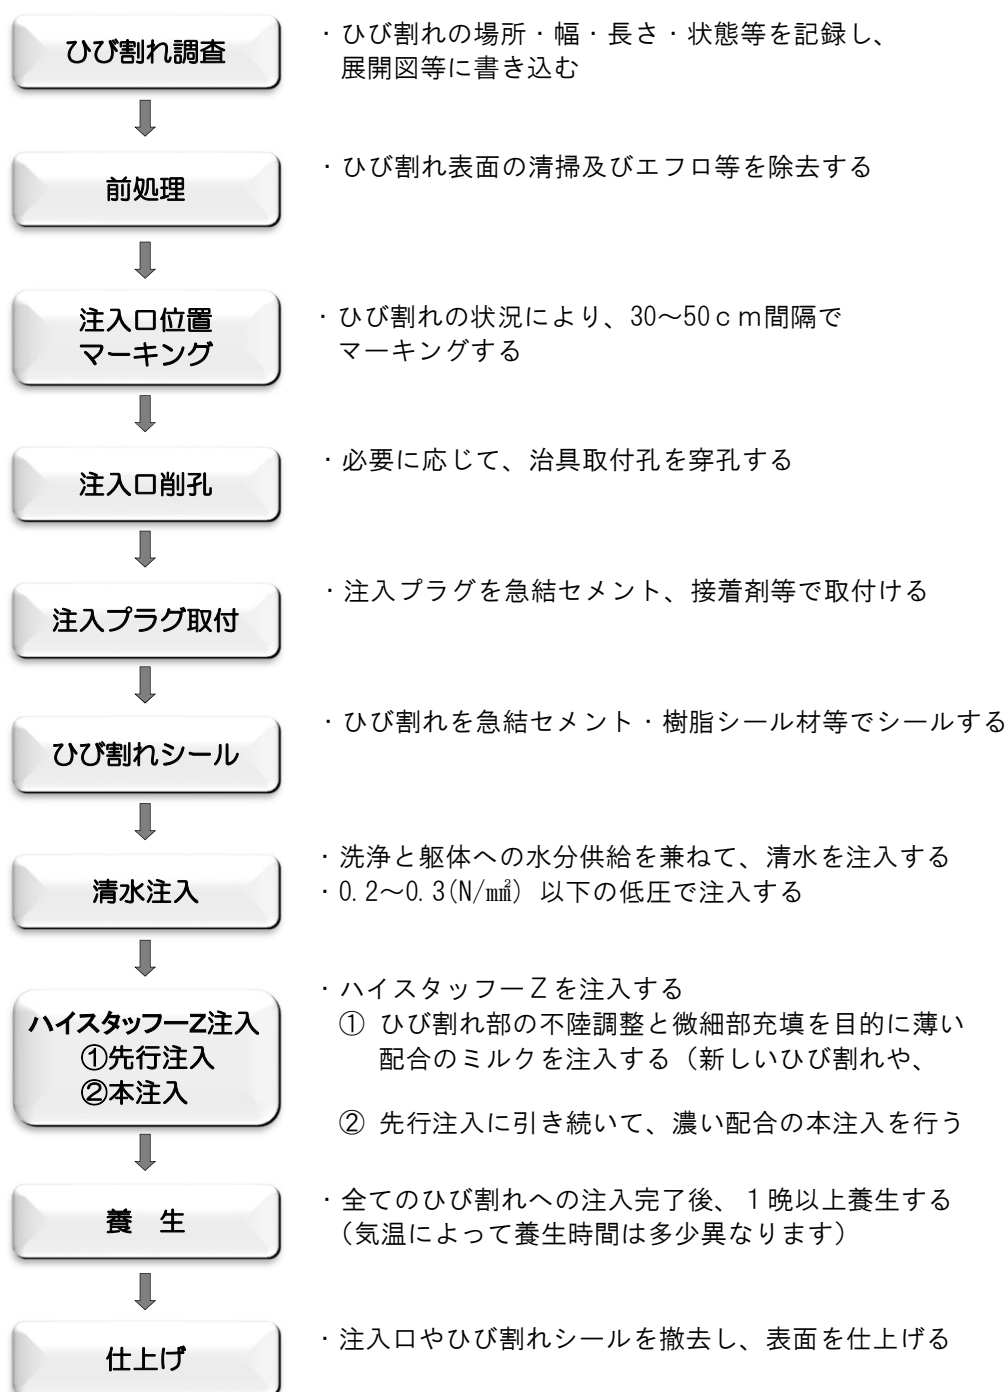 ひび割れ調査
・ひび割れの場所・幅・長さ・状態等を記録し、
展開図等に書き込む
前処理
・ひび割れ表面の清掃及びエフロ等を除去する
注入口位置
マーキング
・ひび割れの状況により、30～50ｃｍ間隔で
マーキングする
注入口削孔
・必要に応じて、治具取付孔を穿孔する
注入プラグ取付
・注入プラグを急結セメント、接着剤等で取付ける
ひび割れシール
・ひび割れを急結セメント・樹脂シール材等でシールする
清水注入
・洗浄と躯体への水分供給を兼ねて、清水を注入する
・0.2～0.3(N/㎜㎡) 以下の低圧で注入する
ハイスタッフーZ注入
①先行注入
②本注入
・ハイスタッフーＺを注入する
① ひび割れ部の不陸調整と微細部充填を目的に薄い
配合のミルクを注入する（新しいひび割れや、
② 先行注入に引き続いて、濃い配合の本注入を行う
養　生
・全てのひび割れへの注入完了後、１晩以上養生する
（気温によって養生時間は多少異なります）
仕上げ
・注入口やひび割れシールを撤去し、表面を仕上げる